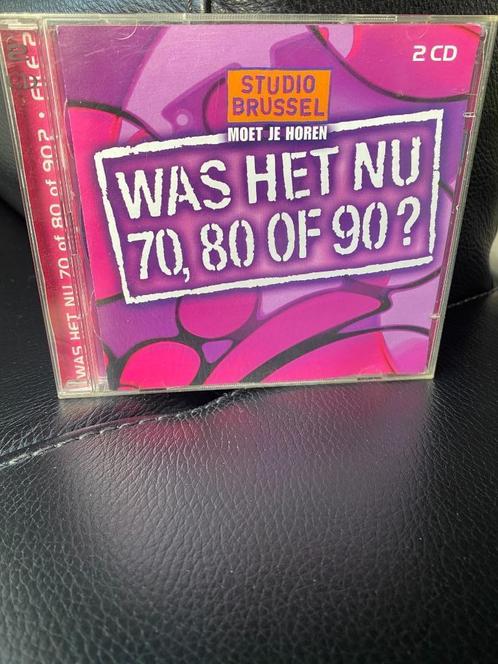 2 CD
STUDIO
BRUSSEL
MOET JE HOREN
WAS HET NU
70, 80 OF 90?
WAS HET NU 70 of 80 of 90? •